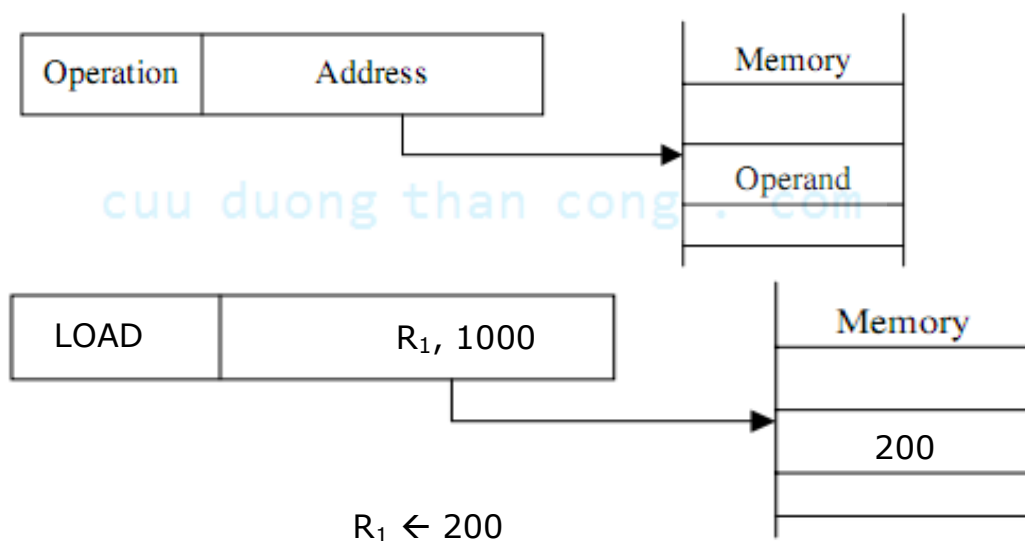 Operation Address
Memory
Operand
cuu duong than cong . com
LOAD R₁, 1000
Memory
200
R₁ ← 200